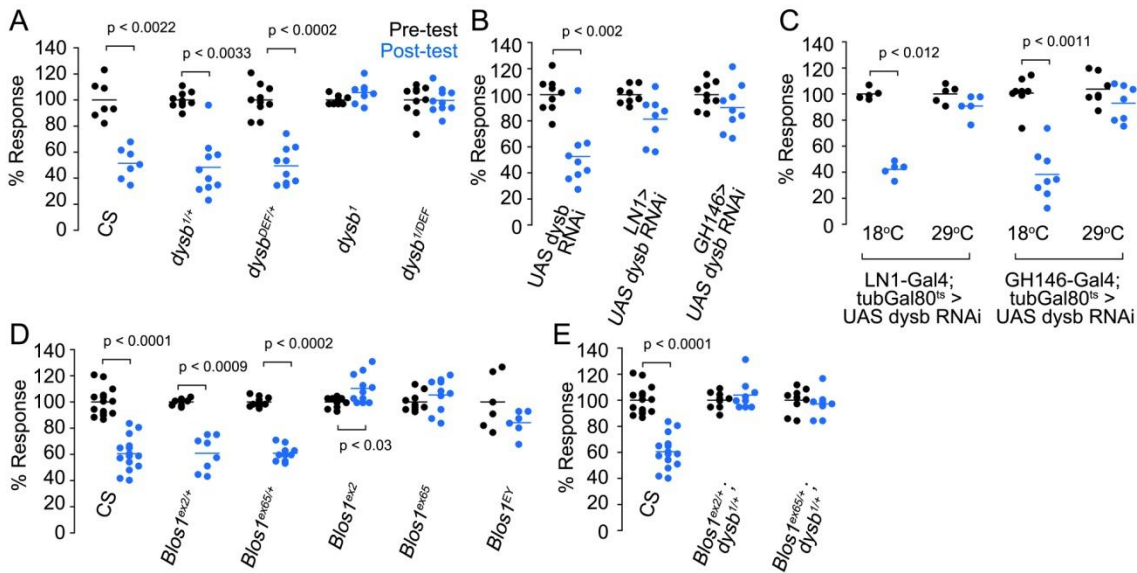 A
p < 0.0022
p < 0.0033
p < 0.0002
Pre-test
Post-test
% Response
140
120
100
80
60
40
20
0
CS
dysb1/+
dysbDEF/+
dysb1
dysb1/DEF
B
p < 0.002
% Response
140
120
100
80
60
40
20
0
UAS dysb
RNAi
LN1>
UAS dysb RNAi
GH146>
UAS dysb RNAi
C
p < 0.012
p < 0.0011
% Response
140
120
100
80
60
40
20
0
18oC
29oC
18oC
29oC
LN1-Gal4;
tubGal80ts >
UAS dysb RNAi
GH146-Gal4;
tubGal80ts >
UAS dysb RNAi
D
p < 0.0001
p < 0.0009
p < 0.0002
p < 0.03
% Response
140
120
100
80
60
40
20
0
CS
Blos1ex2/+
Blos1ex65/+
Blos1ex2
Blos1ex65
Blos1EY
E
p < 0.0001
% Response
140
120
100
80
60
40
20
0
CS
Blos1ex2/+;
dysb1/+
Blos1ex65/+;
dysb1/+